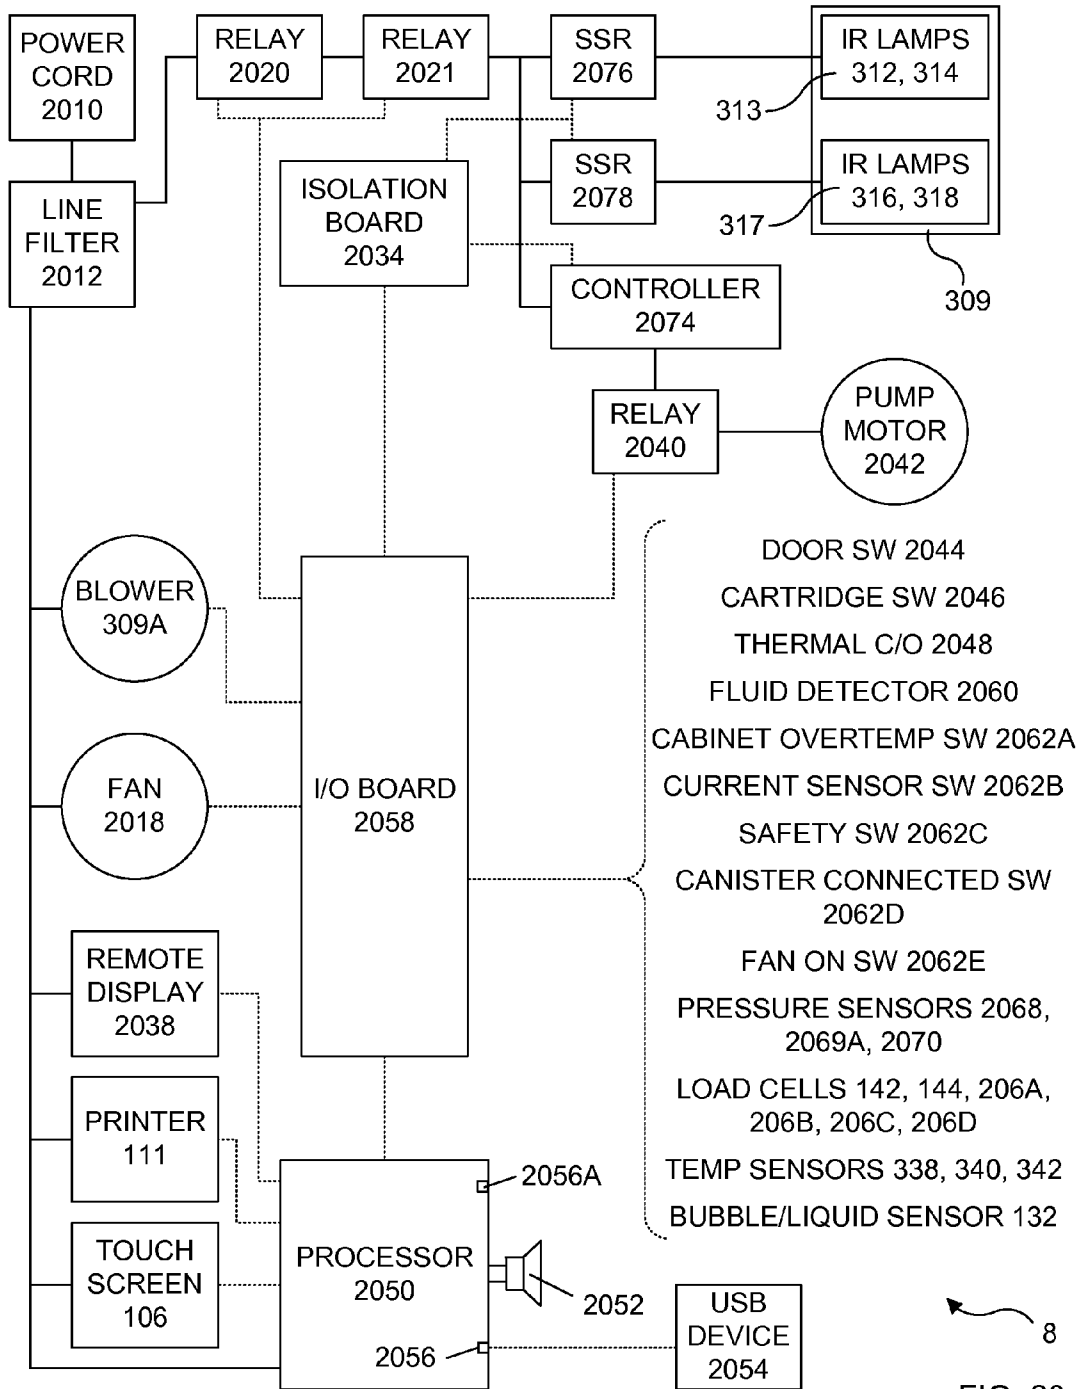 POWER
CORD
2010
RELAY
2020
RELAY
2021
SSR
2076
IR LAMPS
312, 314
313
LINE
FILTER
2012
ISOLATION
BOARD
2034
SSR
2078
IR LAMPS
316, 318
317
309
CONTROLLER
2074
RELAY
2040
PUMP
MOTOR
2042
BLOWER
309A
FAN
2018
I/O BOARD
2058
DOOR SW 2044
CARTRIDGE SW 2046
THERMAL C/O 2048
FLUID DETECTOR 2060
CABINET OVERTEMP SW 2062A
CURRENT SENSOR SW 2062B
SAFETY SW 2062C
CANISTER CONNECTED SW
2062D
FAN ON SW 2062E
PRESSURE SENSORS 2068,
2069A, 2070
LOAD CELLS 142, 144, 206A,
206B, 206C, 206D
TEMP SENSORS 338, 340, 342
BUBBLE/LIQUID SENSOR 132
REMOTE
DISPLAY
2038
PRINTER
111
TOUCH
SCREEN
106
PROCESSOR
2050
2056A
2052
2056
USB
DEVICE
2054
8